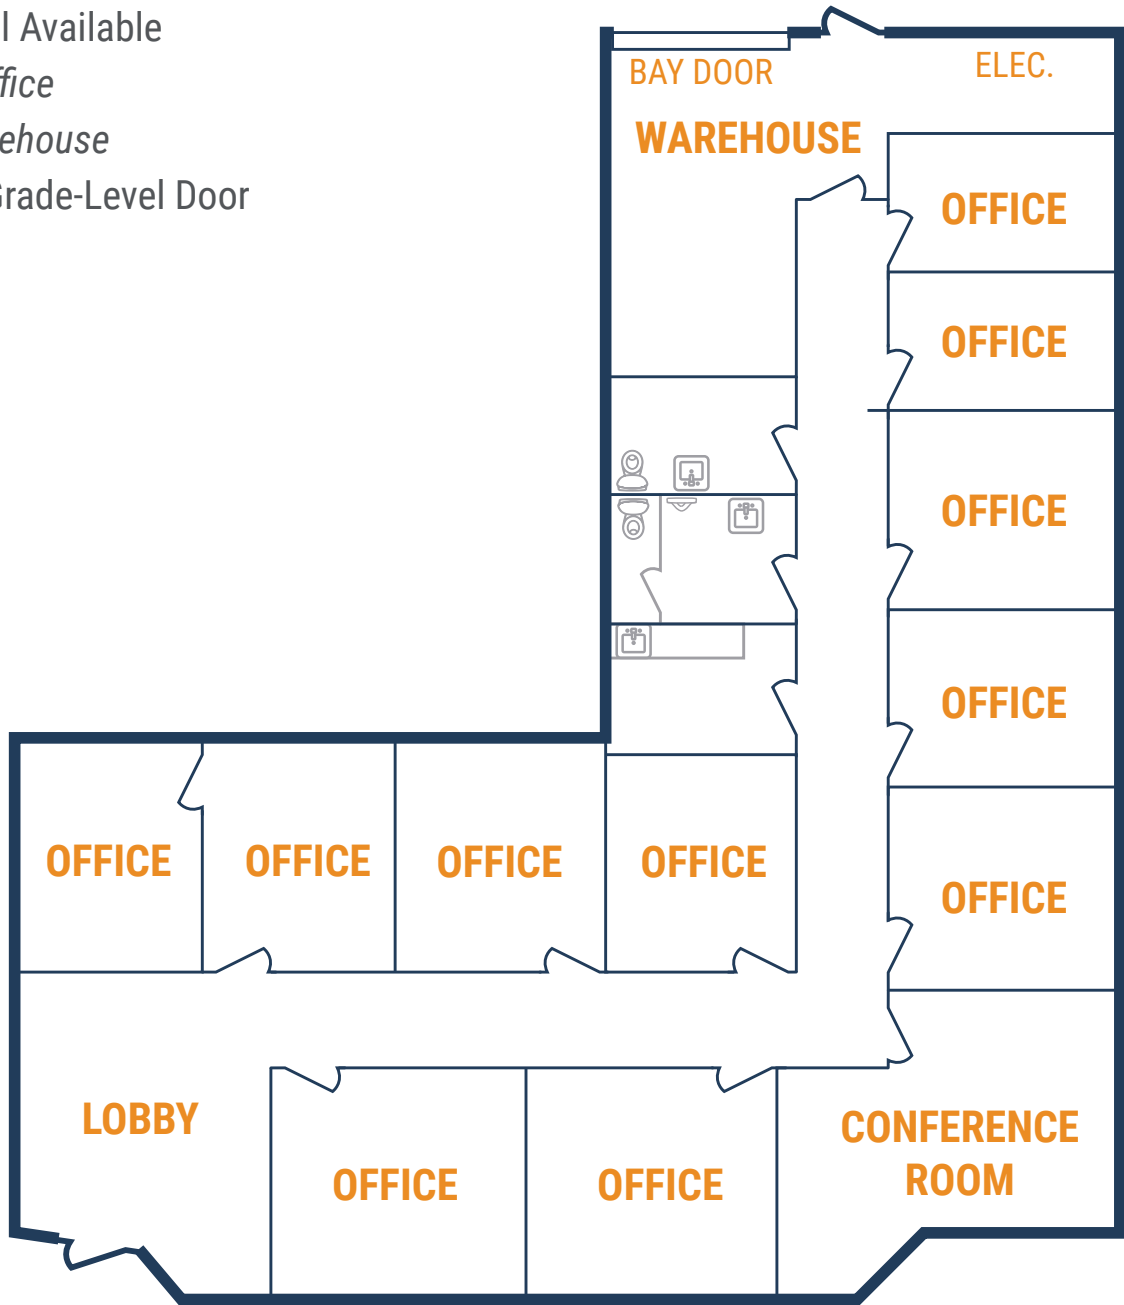 l Available
ffice
ehouse
Grade-Level Door
BAY DOOR
ELEC.
WAREHOUSE
OFFICE
OFFICE
OFFICE
OFFICE
OFFICE
OFFICE
OFFICE
OFFICE
OFFICE
LOBBY
CONFERENCE
ROOM
OFFICE
OFFICE